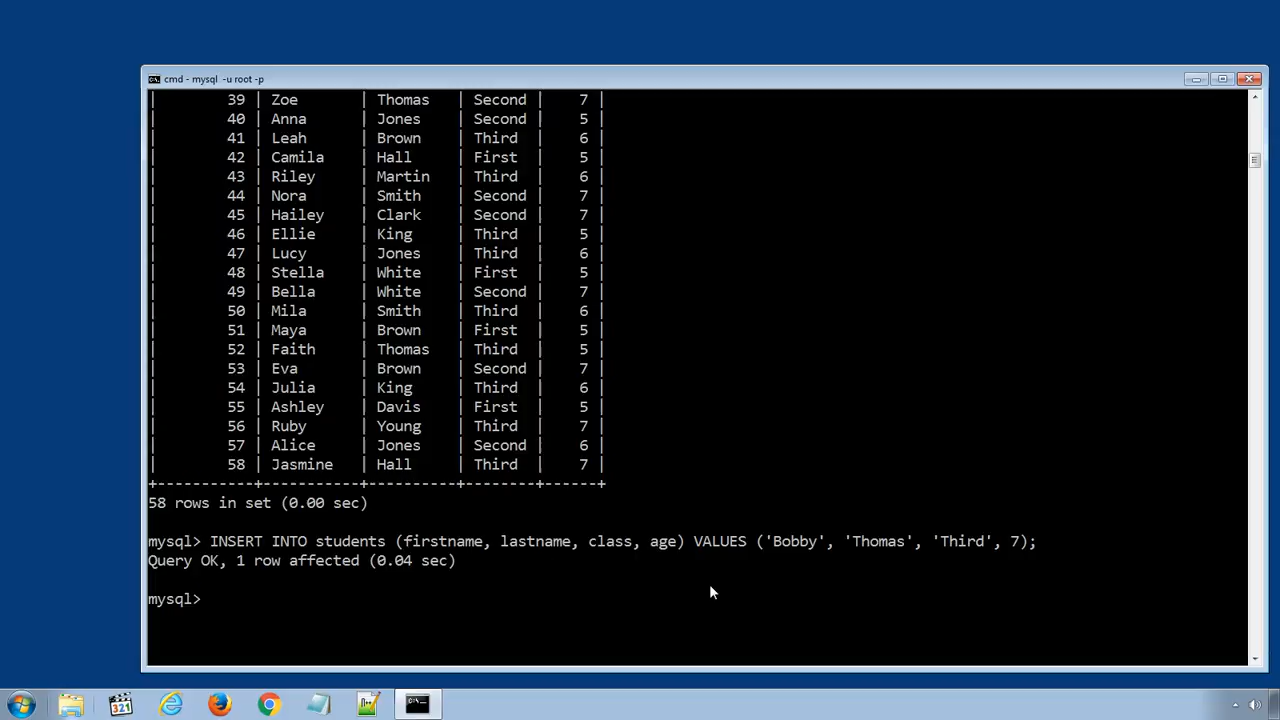 cmd - mysql  -u root -p
|         39 | Zoe        | Thomas   | Second |    7 |
|         40 | Anna       | Jones    | Second |    5 |
|         41 | Leah       | Brown    | Third  |    6 |
|         42 | Camila     | Hall     | First  |    5 |
|         43 | Riley      | Martin   | Third  |    6 |
|         44 | Nora       | Smith    | Second |    7 |
|         45 | Hailey     | Clark    | Second |    7 |
|         46 | Ellie      | King     | Third  |    5 |
|         47 | Lucy       | Jones    | Third  |    6 |
|         48 | Stella     | White    | First  |    5 |
|         49 | Bella      | White    | Second |    7 |
|         50 | Mila       | Smith    | Third  |    6 |
|         51 | Maya       | Brown    | First  |    5 |
|         52 | Faith      | Thomas   | Third  |    5 |
|         53 | Eva        | Brown    | Second |    7 |
|         54 | Julia      | King     | Third  |    6 |
|         55 | Ashley     | Davis    | First  |    5 |
|         56 | Ruby       | Young    | Third  |    7 |
|         57 | Alice      | Jones    | Second |    6 |
|         58 | Jasmine    | Hall     | Third  |    7 |
+-----------+-----------+----------+--------+------+
58 rows in set (0.00 sec)
mysql> INSERT INTO students (firstname, lastname, class, age) VALUES ('Bobby', 'Thomas', 'Third', 7);
Query OK, 1 row affected (0.04 sec)
mysql>
321